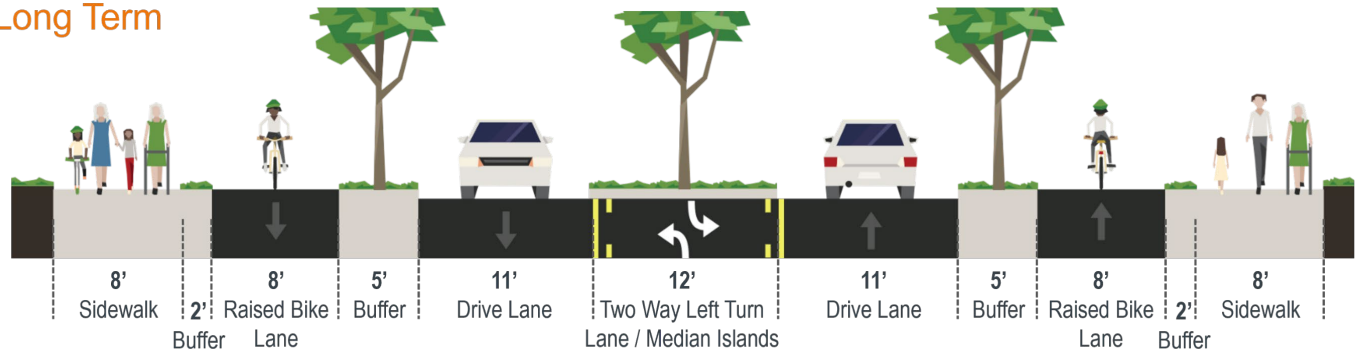 Long Term
8’ 2’ 8’ 5’ 11’ 12’ 11’ 5’ 8’ 2’ 8’
Sidewalk Buffer Raised Bike Lane Buffer Drive Lane Two Way Left Turn Lane / Median Islands Drive Lane Buffer Raised Bike Lane Buffer Sidewalk